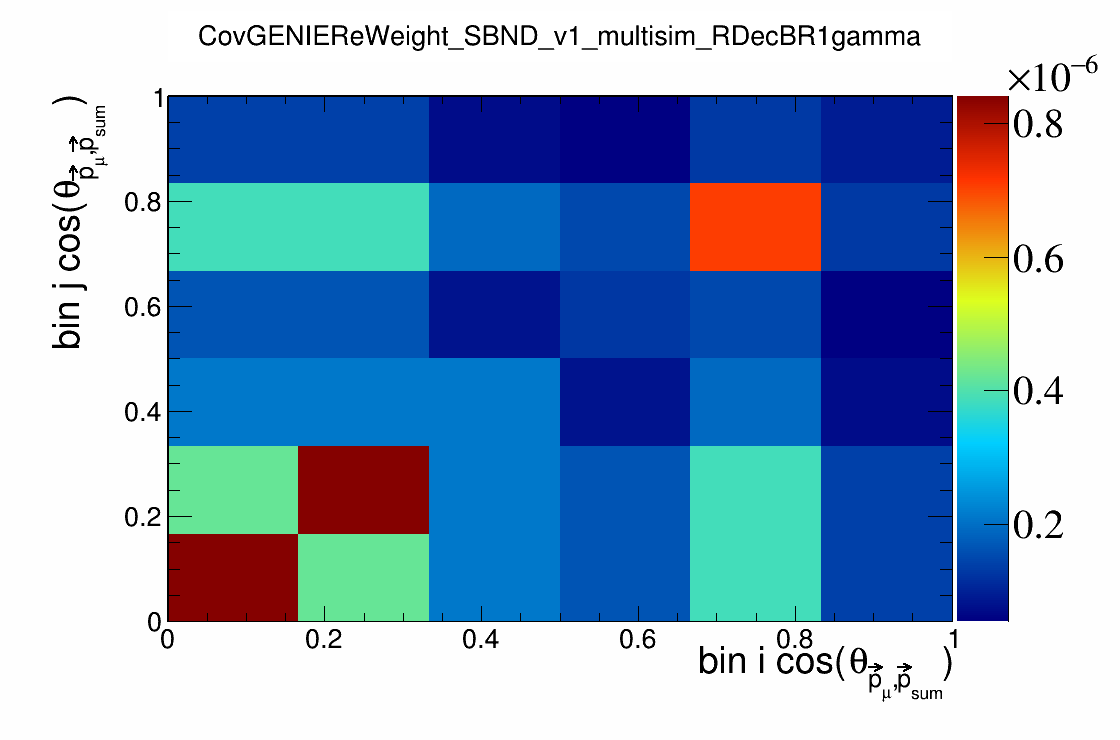 CovGENIEReWeight_SBND_v1_multisim_RDecBR1gamma
×10⁻⁶
bin j cos(θ p⃗μ,p⃗sum)
1
0.8
0.6
0.4
0.2
0
0 0.2 0.4 0.6 0.8 1
bin i cos(θ p⃗μ,p⃗sum)
0.8
0.6
0.4
0.2